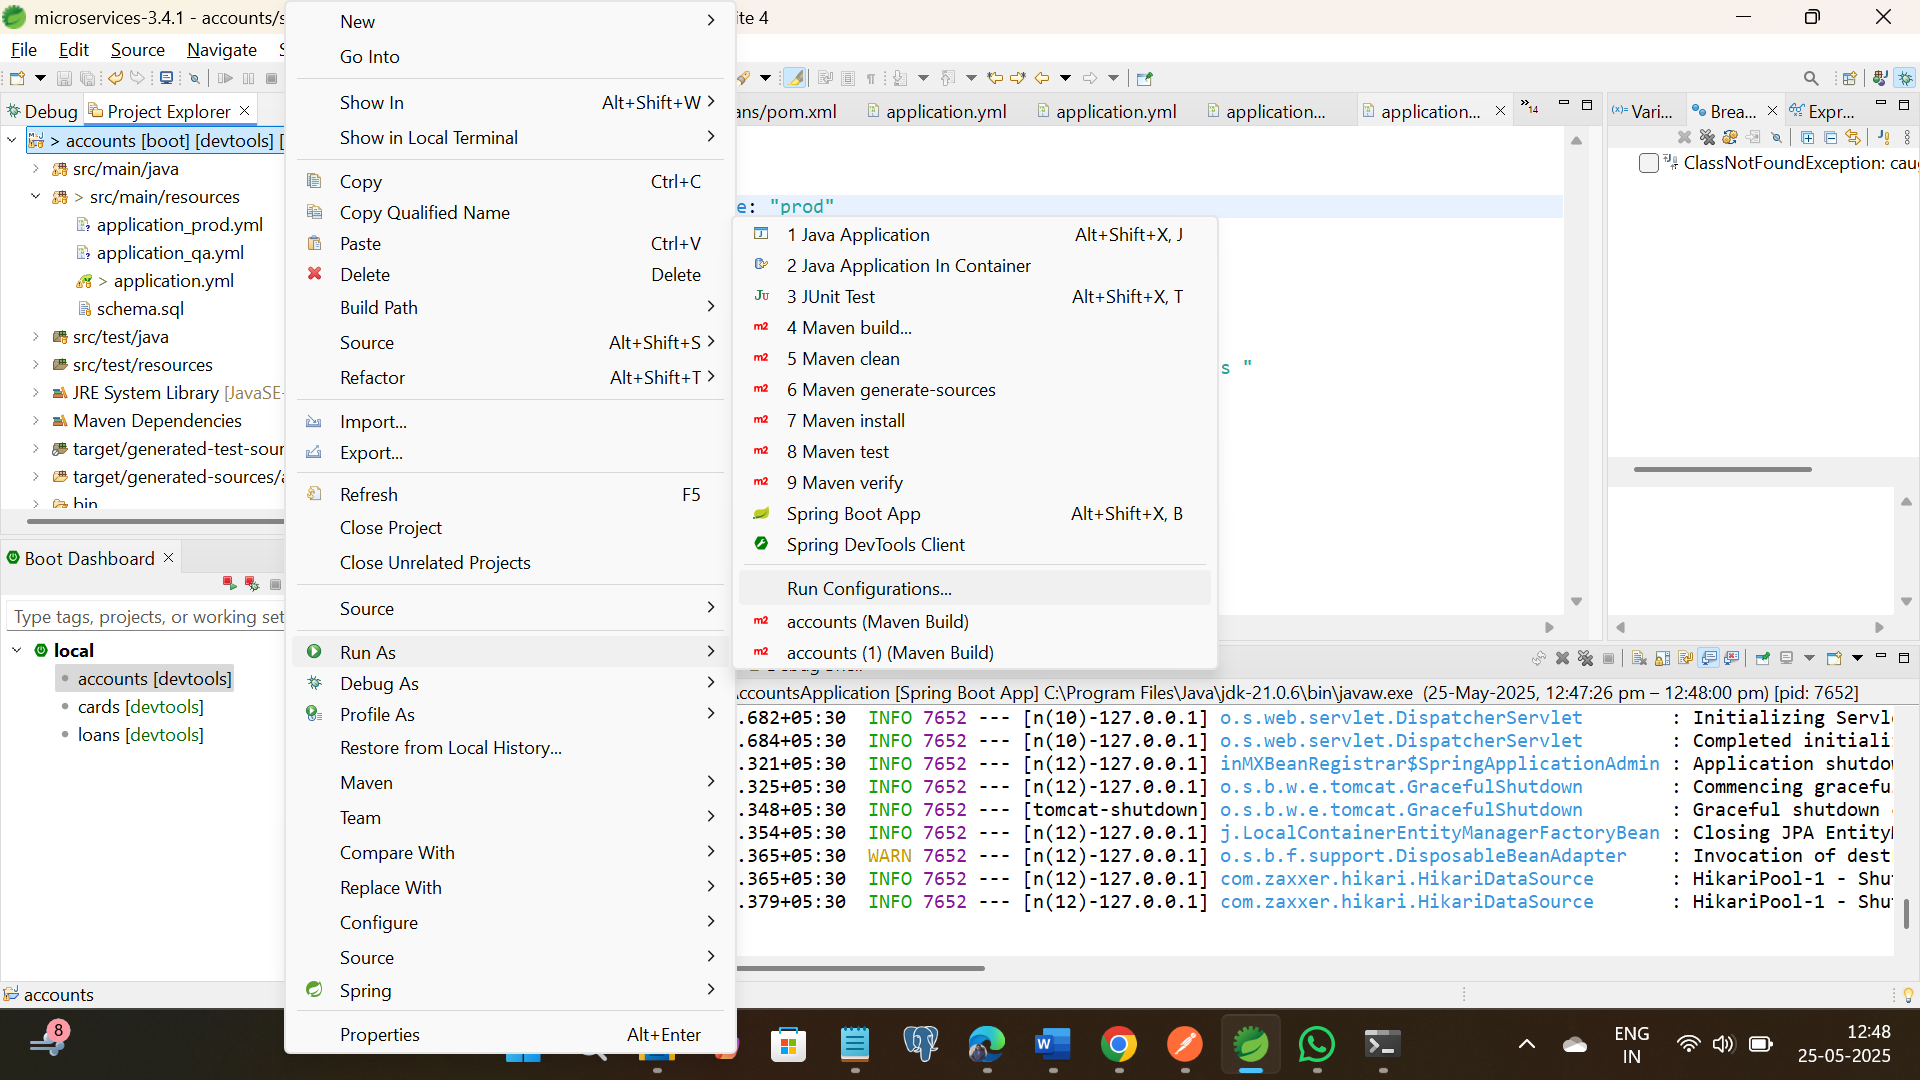 microservices-3.4.1 - accounts/s
ite 4
File Edit Source Navigate S
Debug
Project Explorer
> accounts [boot] [devtools] [
src/main/java
> src/main/resources
application_prod.yml
application_qa.yml
> application.yml
schema.sql
src/test/java
src/test/resources
JRE System Library [JavaSE-
Maven Dependencies
target/generated-test-sour
target/generated-sources/a
bin
Boot Dashboard
Type tags, projects, or working set
local
accounts [devtools]
cards [devtools]
loans [devtools]
accounts
New
Go Into
Show In Alt+Shift+W
Show in Local Terminal
Copy Ctrl+C
Copy Qualified Name
Paste Ctrl+V
Delete Delete
Build Path
Source Alt+Shift+S
Refactor Alt+Shift+T
Import...
Export...
Refresh F5
Close Project
Close Unrelated Projects
Source
Run As
Debug As
Profile As
Restore from Local History...
Maven
Team
Compare With
Replace With
Configure
Source
Spring
Properties Alt+Enter
ans/pom.xml
application.yml
application.yml
application...
application...
14
e: "prod"
s "
1 Java Application Alt+Shift+X, J
2 Java Application In Container
3 JUnit Test Alt+Shift+X, T
4 Maven build...
5 Maven clean
6 Maven generate-sources
7 Maven install
8 Maven test
9 Maven verify
Spring Boot App Alt+Shift+X, B
Spring DevTools Client
Run Configurations...
accounts (Maven Build)
accounts (1) (Maven Build)
(x)= Vari...
Brea...
Expr...
ClassNotFoundException: cau
AccountsApplication [Spring Boot App] C:\Program Files\Java\jdk-21.0.6\bin\javaw.exe (25-May-2025, 12:47:26 pm – 12:48:00 pm) [pid: 7652]
.682+05:30 INFO 7652 --- [n(10)-127.0.0.1] o.s.web.servlet.DispatcherServlet : Initializing Servl
.684+05:30 INFO 7652 --- [n(10)-127.0.0.1] o.s.web.servlet.DispatcherServlet : Completed initiali
.321+05:30 INFO 7652 --- [n(12)-127.0.0.1] inMXBeanRegistrar$SpringApplicationAdmin : Application shutdo
.325+05:30 INFO 7652 --- [n(12)-127.0.0.1] o.s.b.w.e.tomcat.GracefulShutdown : Commencing gracefu
.348+05:30 INFO 7652 --- [tomcat-shutdown] o.s.b.w.e.tomcat.GracefulShutdown : Graceful shutdown
.354+05:30 INFO 7652 --- [n(12)-127.0.0.1] j.LocalContainerEntityManagerFactoryBean : Closing JPA Entity
.365+05:30 WARN 7652 --- [n(12)-127.0.0.1] o.s.b.f.support.DisposableBeanAdapter : Invocation of dest
.365+05:30 INFO 7652 --- [n(12)-127.0.0.1] com.zaxxer.hikari.HikariDataSource : HikariPool-1 - Shu
.379+05:30 INFO 7652 --- [n(12)-127.0.0.1] com.zaxxer.hikari.HikariDataSource : HikariPool-1 - Shu
8
ENG
IN
12:48
25-05-2025